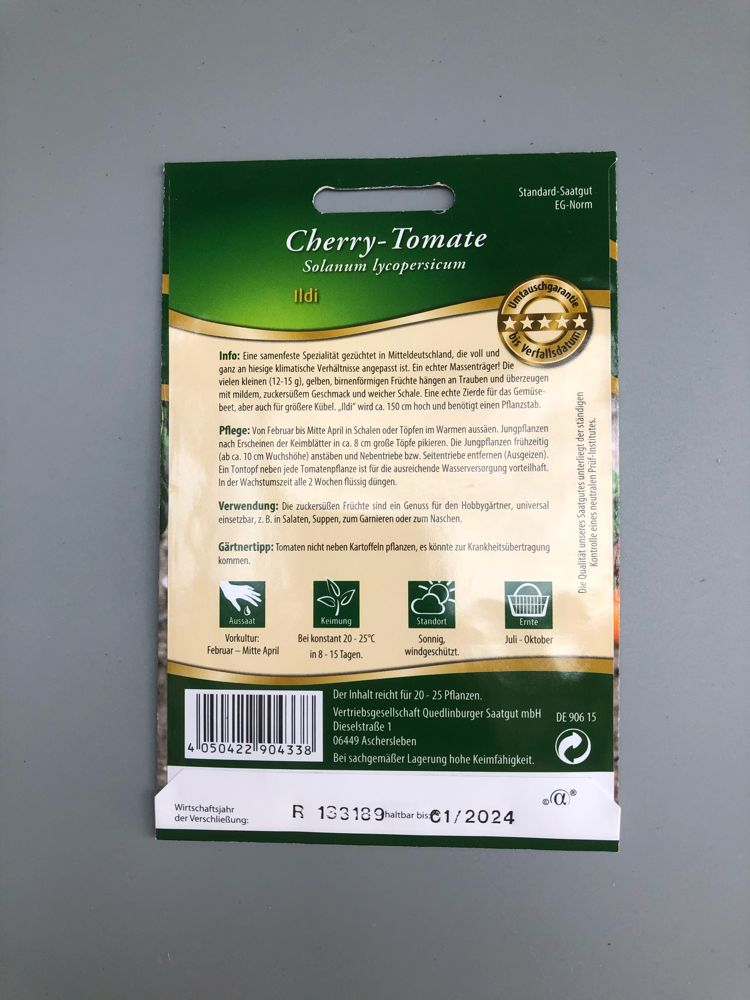 Standard-Saatgut
EG-Norm
Cherry-Tomate
Solanum lycopersicum
Ildi
Umtauschgarantie
bis Verfallsdatum
Info: Eine samenfeste Spezialität gezüchtet in Mitteldeutschland, die voll und
ganz an hiesige klimatische Verhältnisse angepasst ist. Ein echter Massenträger! Die
vielen kleinen (12-15 g), gelben, birnenförmigen Früchte hängen an Trauben und überzeugen
mit mildem, zuckersüßem Geschmack und weicher Schale. Eine echte Zierde für das Gemüse-
beet, aber auch für größere Kübel. „Ildi" wird ca. 150 cm hoch und benötigt einen Pflanzstab.
Pflege: Von Februar bis Mitte April in Schalen oder Töpfen im Warmen aussäen. Jungpflanzen
nach Erscheinen der Keimblätter in ca. 8 cm große Töpfe pikieren. Die Jungpflanzen frühzeitig
(ab ca. 10 cm Wuchshöhe) anstäben und Nebentriebe bzw. Seitentriebe entfernen (Ausgeizen).
Ein Tontopf neben jede Tomatenpflanze ist für die ausreichende Wasserversorgung vorteilhaft.
In der Wachstumszeit alle 2 Wochen flüssig düngen.
Verwendung: Die zuckersüßen Früchte sind ein Genuss für den Hobbygärtner, universal
einsetzbar, z. B. in Salaten, Suppen, zum Garnieren oder zum Naschen.
Gärtnertipp: Tomaten nicht neben Kartoffeln pflanzen, es könnte zur Krankheitsübertragung
kommen.
Die Qualität unseres Saatgutes unterliegt der ständigen
Kontrolle eines neutralen Prüf-Institutes.
Aussaat
Keimung
Standort
Ernte
Vorkultur:
Februar – Mitte April
Bei konstant 20 - 25°C
in 8 - 15 Tagen.
Sonnig,
windgeschützt.
Juli - Oktober
Der Inhalt reicht für 20 - 25 Pflanzen.
Vertriebsgesellschaft Quedlinburger Saatgut mbH
Dieselstraße 1
06449 Aschersleben
Bei sachgemäßer Lagerung hohe Keimfähigkeit.
DE 906 15
4 050422 904338
©α®
Wirtschaftsjahr
der Verschließung:
R 133189 haltbar bis: 01/2024